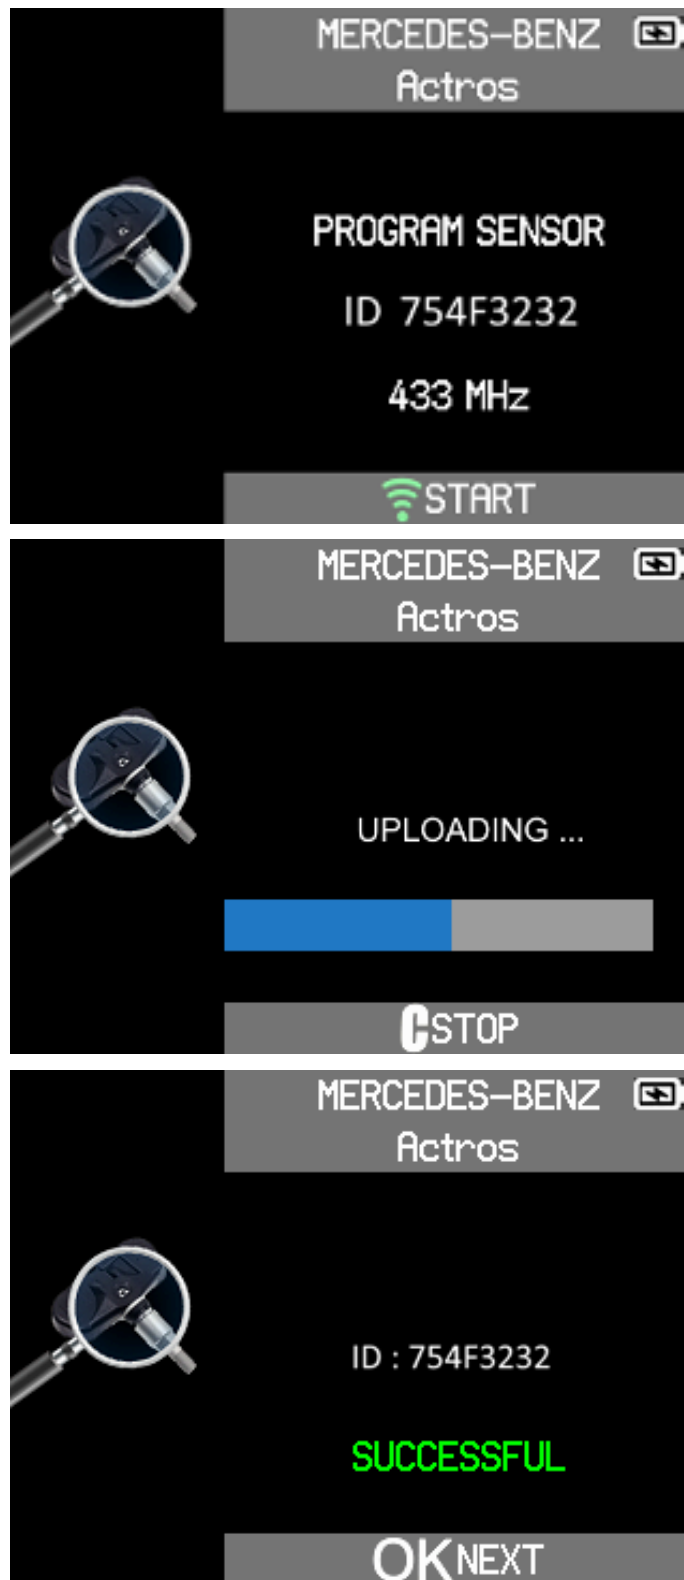 MERCEDES-BENZ
Actros
PROGRAM SENSOR
ID 754F3232
433 MHz
START
MERCEDES-BENZ
Actros
UPLOADING ...
C STOP
MERCEDES-BENZ
Actros
ID : 754F3232
SUCCESSFUL
OK NEXT